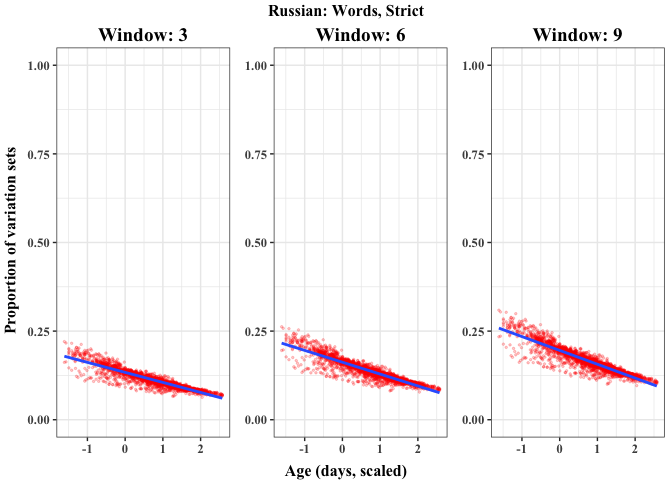 Russian: Words, Strict
Window: 3
Window: 6
Window: 9
Proportion of variation sets
1.00
0.75
0.50
0.25
0.00
1.00
0.75
0.50
0.25
0.00
1.00
0.75
0.50
0.25
0.00
-1 0 1 2
-1 0 1 2
-1 0 1 2
Age (days, scaled)